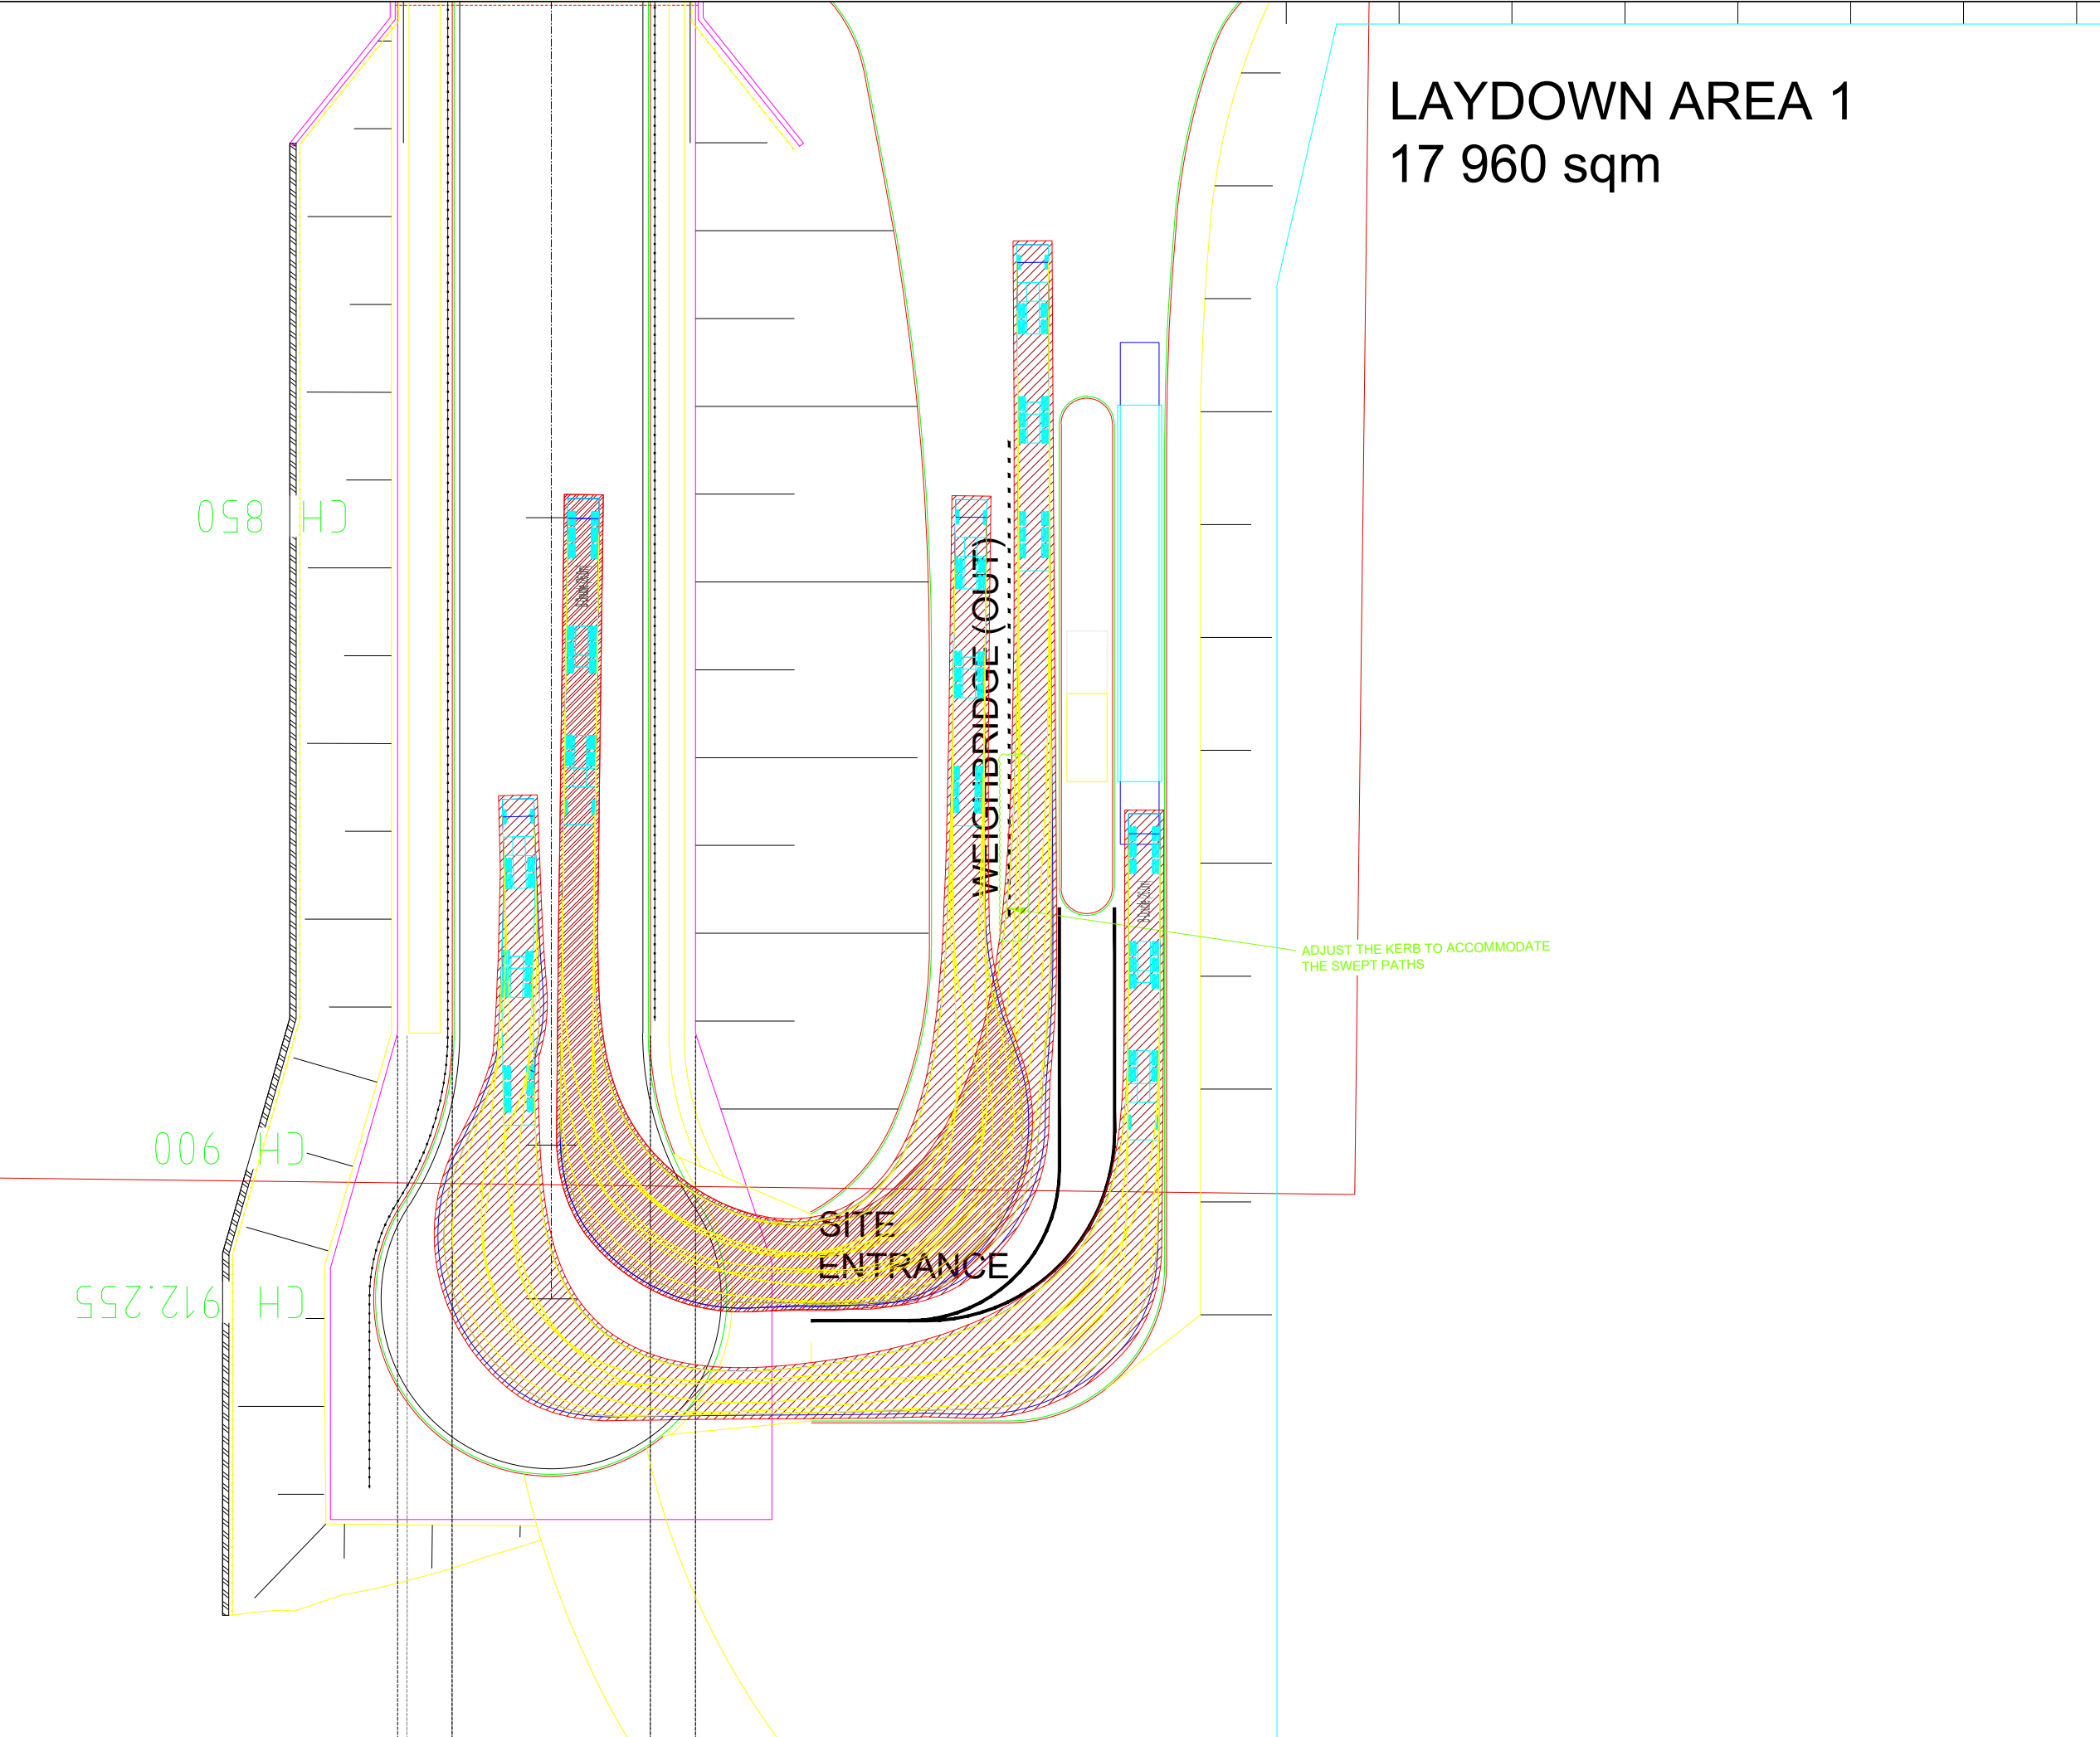 LAYDOWN AREA 1
17 960 sqm
CH 850
WEIGHBRIDGE (OUT)
ADJUST THE KERB TO ACCOMMODATE
THE SWEPT PATHS
CH 900
SITE
ENTRANCE
CH 912.255